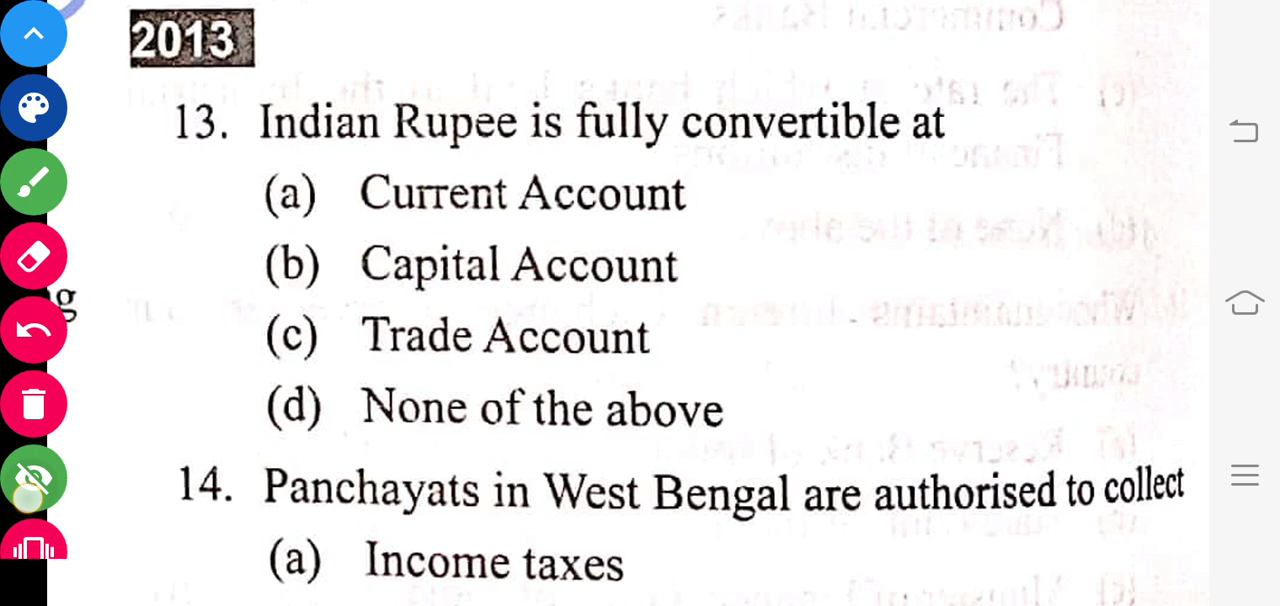 2013
13. Indian Rupee is fully convertible at
(a) Current Account
(b) Capital Account
g
(c) Trade Account
(d) None of the above
14. Panchayats in West Bengal are authorised to collect
(a) Income taxes